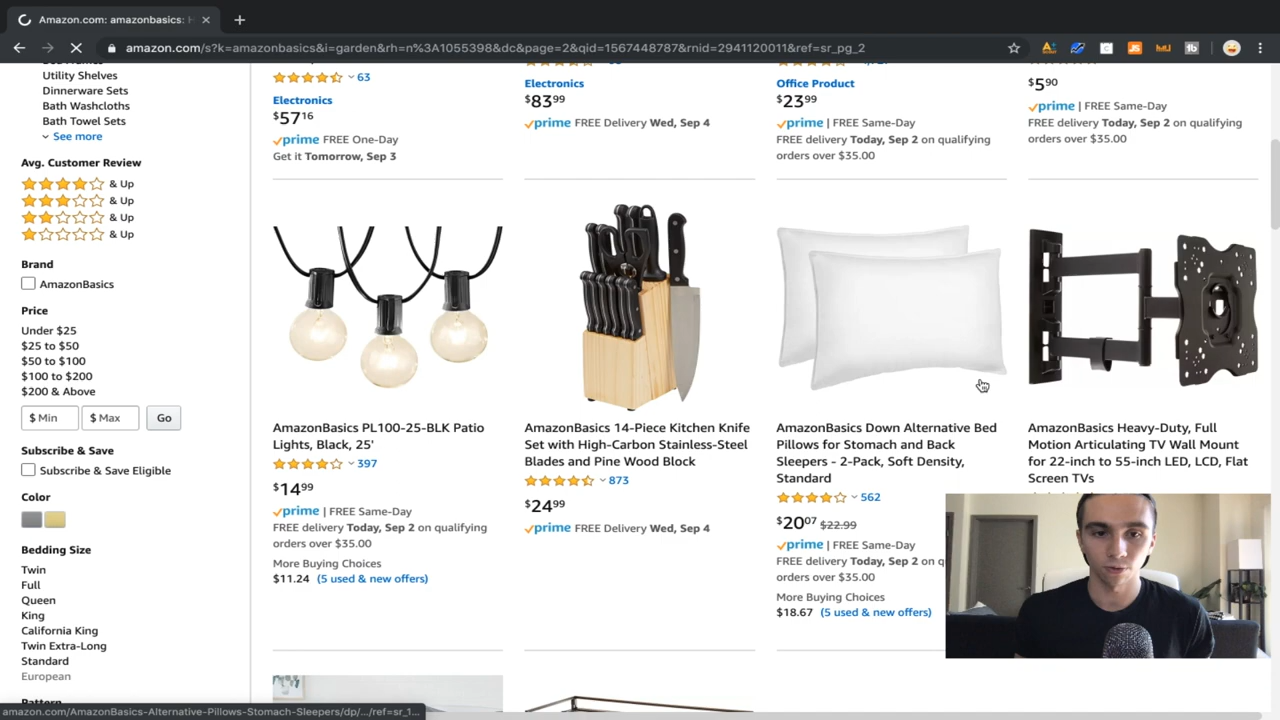 Amazon.com: amazonbasics: H
amazon.com/s?k=amazonbasics&i=garden&rh=n%3A1055398&dc&page=2&qid=1567448787&rnid=2941120011&ref=sr_pg_2
Utility Shelves
Dinnerware Sets
Bath Washcloths
Bath Towel Sets
See more
Avg. Customer Review
& Up
& Up
& Up
& Up
Brand
AmazonBasics
Price
Under $25
$25 to $50
$50 to $100
$100 to $200
$200 & Above
$ Min $ Max Go
Subscribe & Save
Subscribe & Save Eligible
Color
Bedding Size
Twin
Full
Queen
King
California King
Twin Extra-Long
Standard
European
Pattern
63
Electronics
$57 16
prime | FREE One-Day
Get it Tomorrow, Sep 3
Electronics
$83 99
prime FREE Delivery Wed, Sep 4
Office Product
$23 99
prime | FREE Same-Day
FREE delivery Today, Sep 2 on qualifying
orders over $35.00
$5 90
prime | FREE Same-Day
FREE delivery Today, Sep 2 on qualifying
orders over $35.00
AmazonBasics PL100-25-BLK Patio
Lights, Black, 25'
397
$14 99
prime | FREE Same-Day
FREE delivery Today, Sep 2 on qualifying
orders over $35.00
More Buying Choices
$11.24 (5 used & new offers)
AmazonBasics 14-Piece Kitchen Knife
Set with High-Carbon Stainless-Steel
Blades and Pine Wood Block
873
$24 99
prime FREE Delivery Wed, Sep 4
AmazonBasics Down Alternative Bed
Pillows for Stomach and Back
Sleepers - 2-Pack, Soft Density,
Standard
562
$20 07 $22.99
prime | FREE Same-Day
FREE delivery Today, Sep 2 on q
orders over $35.00
More Buying Choices
$18.67 (5 used & new offers)
AmazonBasics Heavy-Duty, Full
Motion Articulating TV Wall Mount
for 22-inch to 55-inch LED, LCD, Flat
Screen TVs
amazon.com/AmazonBasics-Alternative-Pillows-Stomach-Sleepers/dp/.../ref=sr_1...